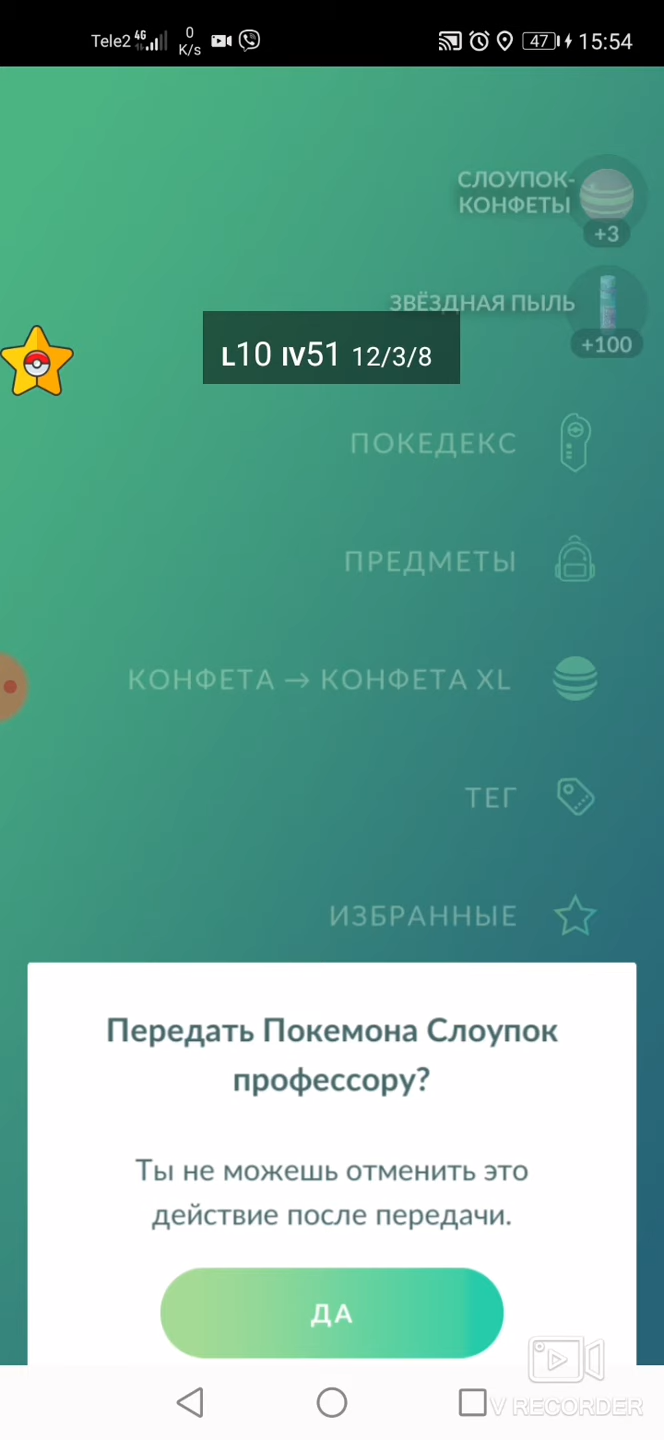 Tele2 4G 0 K/s 47 15:54
СЛОУПОК-
КОНФЕТЫ
+3
ЗВЁЗДНАЯ ПЫЛЬ
+100
L10 IV51 12/3/8
ПОКЕДЕКС
ПРЕДМЕТЫ
КОНФЕТА → КОНФЕТА XL
ТЕГ
ИЗБРАННЫЕ
Передать Покемона Слоупок
профессору?
Ты не можешь отменить это
действие после передачи.
ДА
V RECORDER